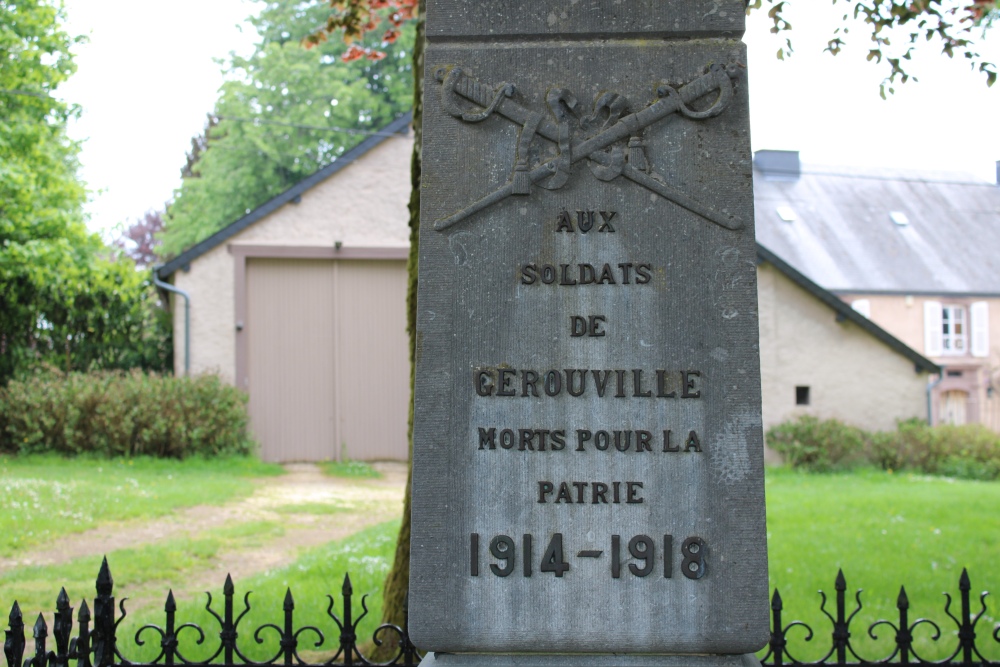 AUX
SOLDATS
DE
GEROUVILLE
MORTS POUR LA
PATRIE
1914-1918